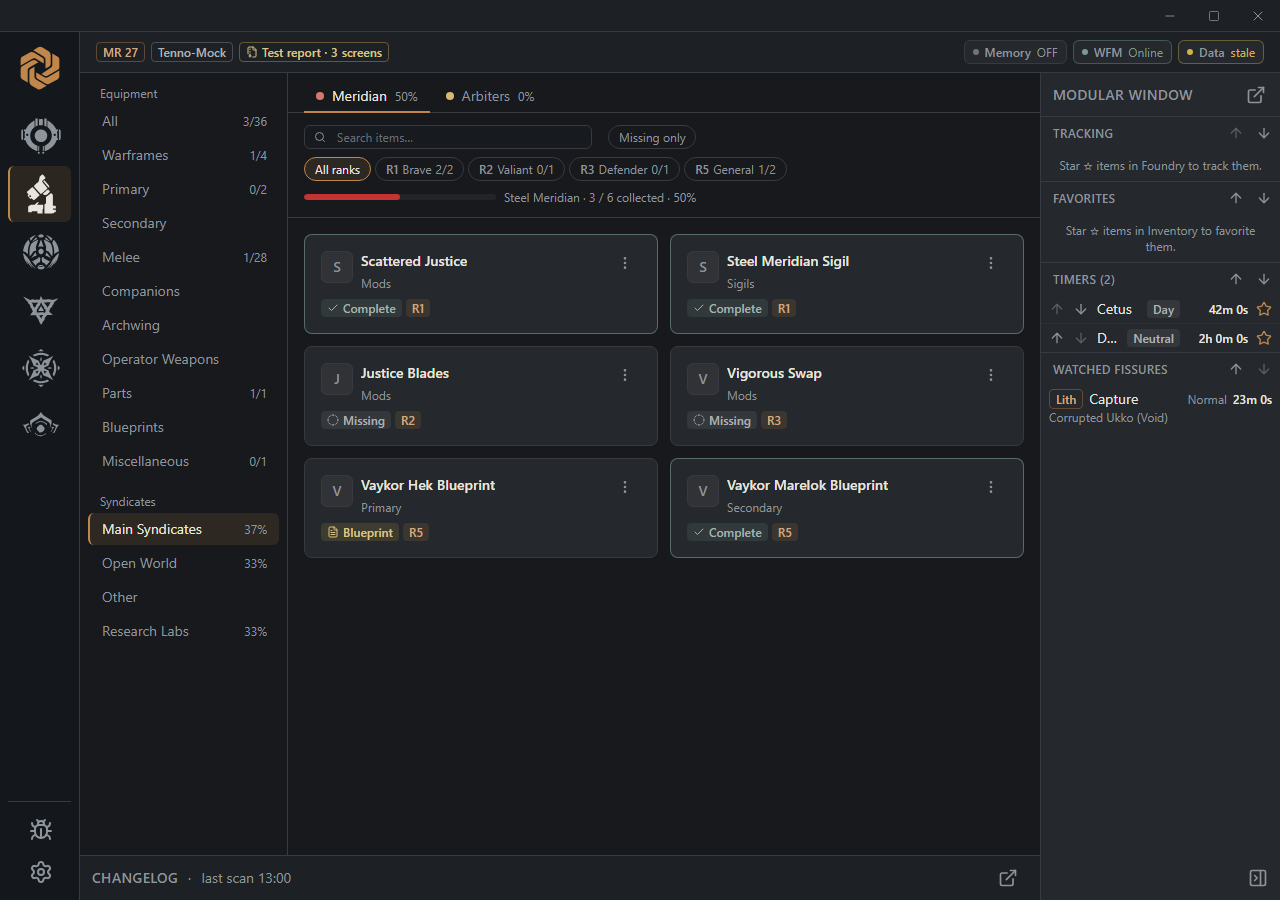 MR 27 Tenno-Mock Test report · 3 screens Memory OFF WFM Online Data stale
Equipment
All 3/36
Warframes 1/4
Primary 0/2
Secondary
Melee 1/28
Companions
Archwing
Operator Weapons
Parts 1/1
Blueprints
Miscellaneous 0/1
Syndicates
Main Syndicates 37%
Open World 33%
Other
Research Labs 33%
Meridian 50% Arbiters 0%
Search items... Missing only
All ranks R1 Brave 2/2 R2 Valiant 0/1 R3 Defender 0/1 R5 General 1/2
Steel Meridian · 3 / 6 collected · 50%
S Scattered Justice
Mods
Complete R1
S Steel Meridian Sigil
Sigils
Complete R1
J Justice Blades
Mods
Missing R2
V Vigorous Swap
Mods
Missing R3
V Vaykor Hek Blueprint
Primary
Blueprint R5
V Vaykor Marelok Blueprint
Secondary
Complete R5
MODULAR WINDOW
TRACKING
Star ☆ items in Foundry to track them.
FAVORITES
Star ☆ items in Inventory to favorite
them.
TIMERS (2)
Cetus Day 42m 0s
D... Neutral 2h 0m 0s
WATCHED FISSURES
Lith Capture Normal 23m 0s
Corrupted Ukko (Void)
CHANGELOG · last scan 13:00